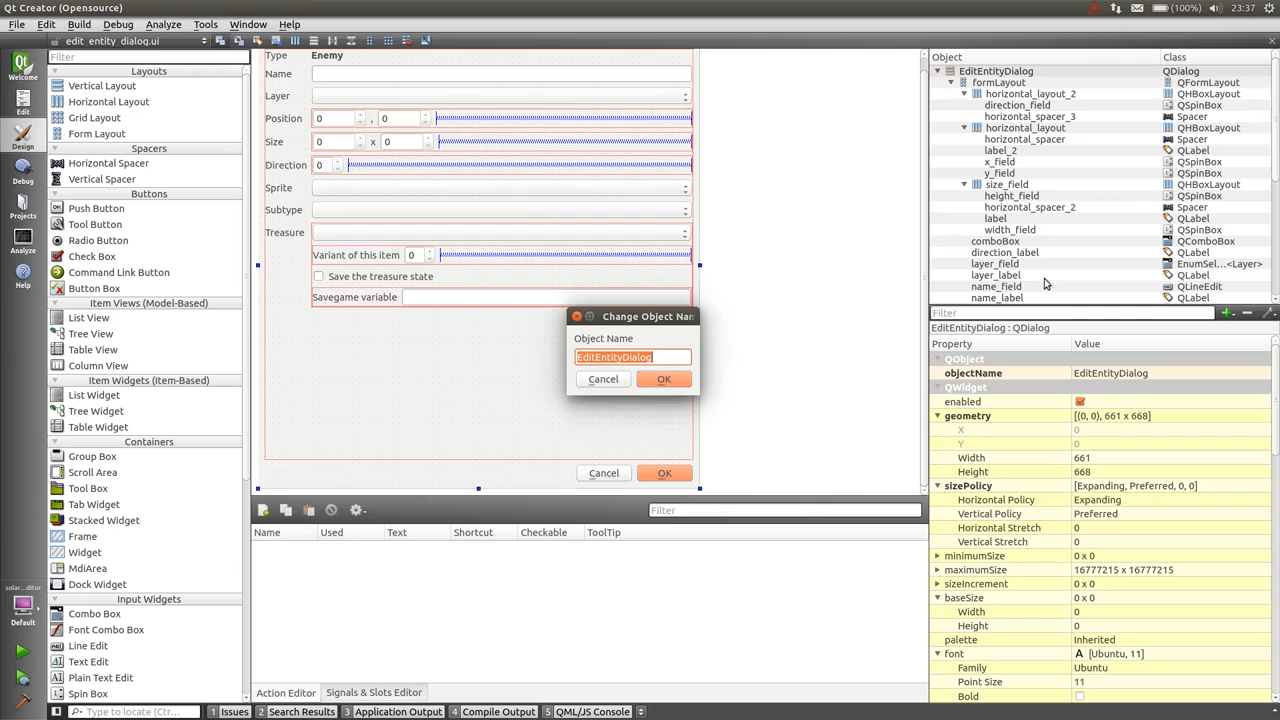 Qt Creator (Opensource)
(100%)
23:37
File Edit Build Debug Analyze Tools Window Help
edit_entity_dialog.ui
Welcome
Edit
Design
Debug
Projects
Analyze
Help
Default
Filter
Layouts
Vertical Layout
Horizontal Layout
Grid Layout
Form Layout
Spacers
Horizontal Spacer
Vertical Spacer
Buttons
Push Button
Tool Button
Radio Button
Check Box
Command Link Button
Button Box
Item Views (Model-Based)
List View
Tree View
Table View
Column View
Item Widgets (Item-Based)
List Widget
Tree Widget
Table Widget
Containers
Group Box
Scroll Area
Tool Box
Tab Widget
Stacked Widget
Frame
Widget
MdiArea
Dock Widget
Input Widgets
Combo Box
Font Combo Box
Line Edit
Text Edit
Plain Text Edit
Spin Box
Type Enemy
Name
Layer
Position 0 , 0
Size 0 x 0
Direction 0
Sprite
Subtype
Treasure
Variant of this item 0
Save the treasure state
Savegame variable
Change Object Nam
Object Name
EditEntityDialog
Cancel OK
Cancel OK
Filter
Name Used Text Shortcut Checkable ToolTip
Action Editor Signals & Slots Editor
Object Class
EditEntityDialog QDialog
formLayout QFormLayout
horizontal_layout_2 QHBoxLayout
direction_field QSpinBox
horizontal_spacer_3 Spacer
horizontal_layout QHBoxLayout
horizontal_spacer Spacer
label_2 QLabel
x_field QSpinBox
y_field QSpinBox
size_field QHBoxLayout
height_field QSpinBox
horizontal_spacer_2 Spacer
label QLabel
width_field QSpinBox
comboBox QComboBox
direction_label QLabel
layer_field EnumSel...<Layer>
layer_label QLabel
name_field QLineEdit
name_label QLabel
Filter
EditEntityDialog : QDialog
Property Value
QObject
objectName EditEntityDialog
QWidget
enabled
geometry [(0, 0), 661 x 668]
X 0
Y 0
Width 661
Height 668
sizePolicy [Expanding, Preferred, 0, 0]
Horizontal Policy Expanding
Vertical Policy Preferred
Horizontal Stretch 0
Vertical Stretch 0
minimumSize 0 x 0
maximumSize 16777215 x 16777215
sizeIncrement 0 x 0
baseSize 0 x 0
Width 0
Height 0
palette Inherited
font A [Ubuntu, 11]
Family Ubuntu
Point Size 11
Bold
Type to locate (Ctrl...
1 Issues 2 Search Results 3 Application Output 4 Compile Output 5 QML/JS Console